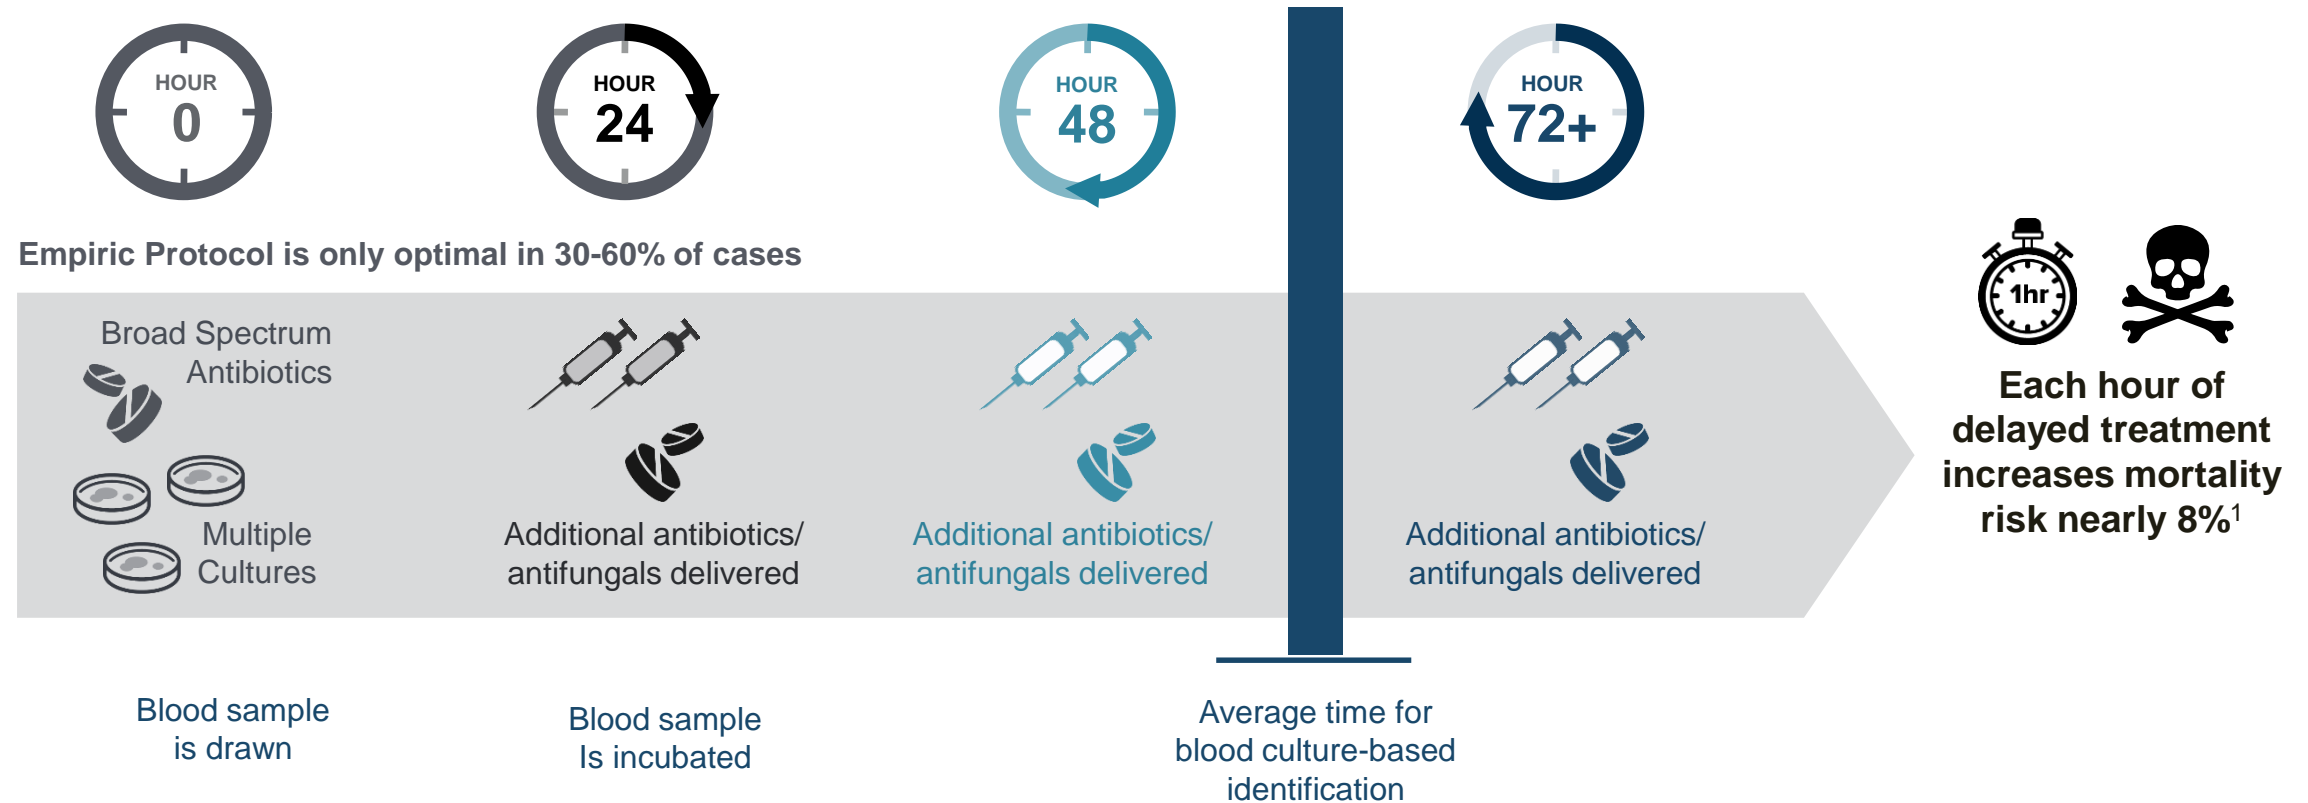 HOUR
0
HOUR
24
HOUR
48
HOUR
72+
Empiric Protocol is only optimal in 30-60% of cases
Broad Spectrum
Antibiotics
Multiple
Cultures
Additional antibiotics/
antifungals delivered
Additional antibiotics/
antifungals delivered
Additional antibiotics/
antifungals delivered
1hr
Each hour of
delayed treatment
increases mortality
risk nearly 8%¹
Blood sample
is drawn
Blood sample
Is incubated
Average time for
blood culture-based
identification